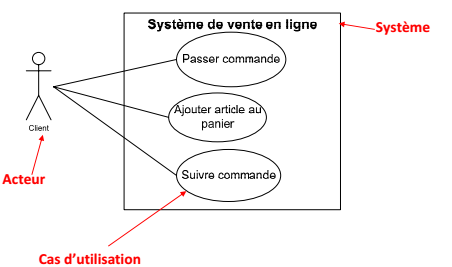 Système de vente en ligne
Système
Passer commande
Ajouter article au
panier
Client
Suivre commande
Acteur
Cas d’utilisation